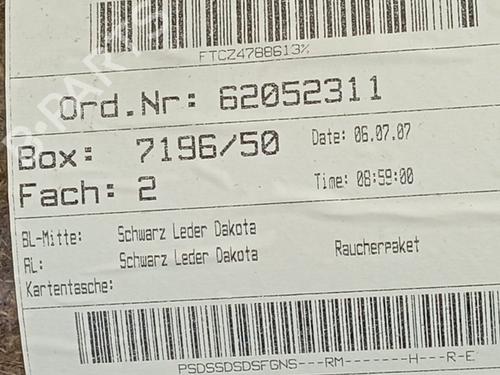 FTCZ4788613%
Ord.Nr: 62052311
Box: 7196/50 Date: 06.07.07
Fach: 2 Time: 08:59:00
BL-Mitte: Schwarz Leder Dakota
AL: Schwarz Leder Dakota Raucherpaket
Kartentasche:
PSDSSDSDSFGNS---RM-------H---R-E